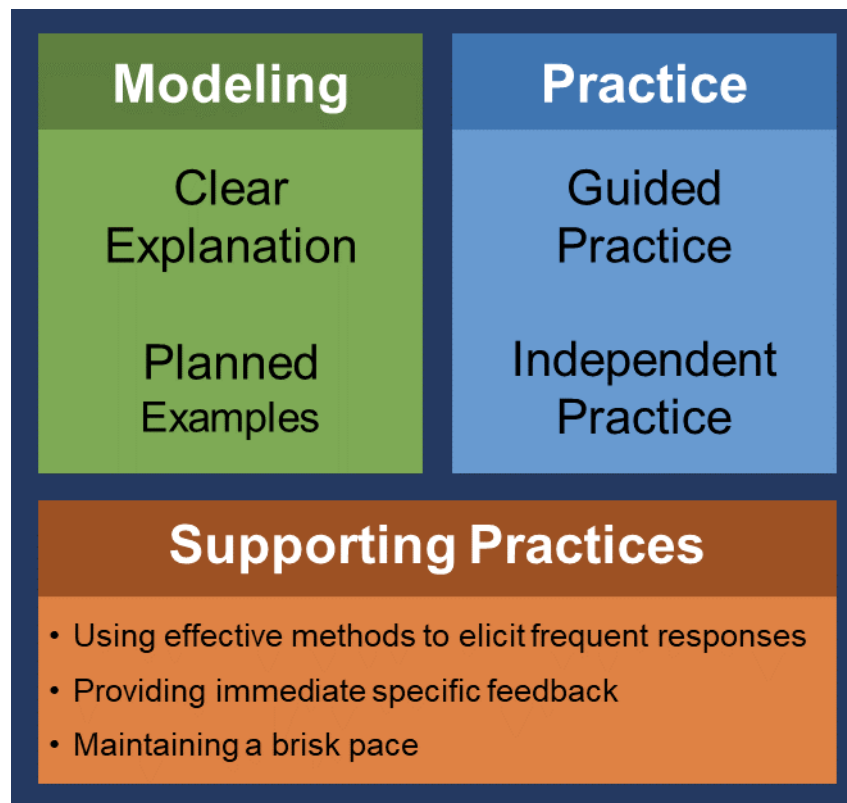 Modeling
Clear
Explanation
Planned
Examples
Practice
Guided
Practice
Independent
Practice
Supporting Practices
• Using effective methods to elicit frequent responses
• Providing immediate specific feedback
• Maintaining a brisk pace